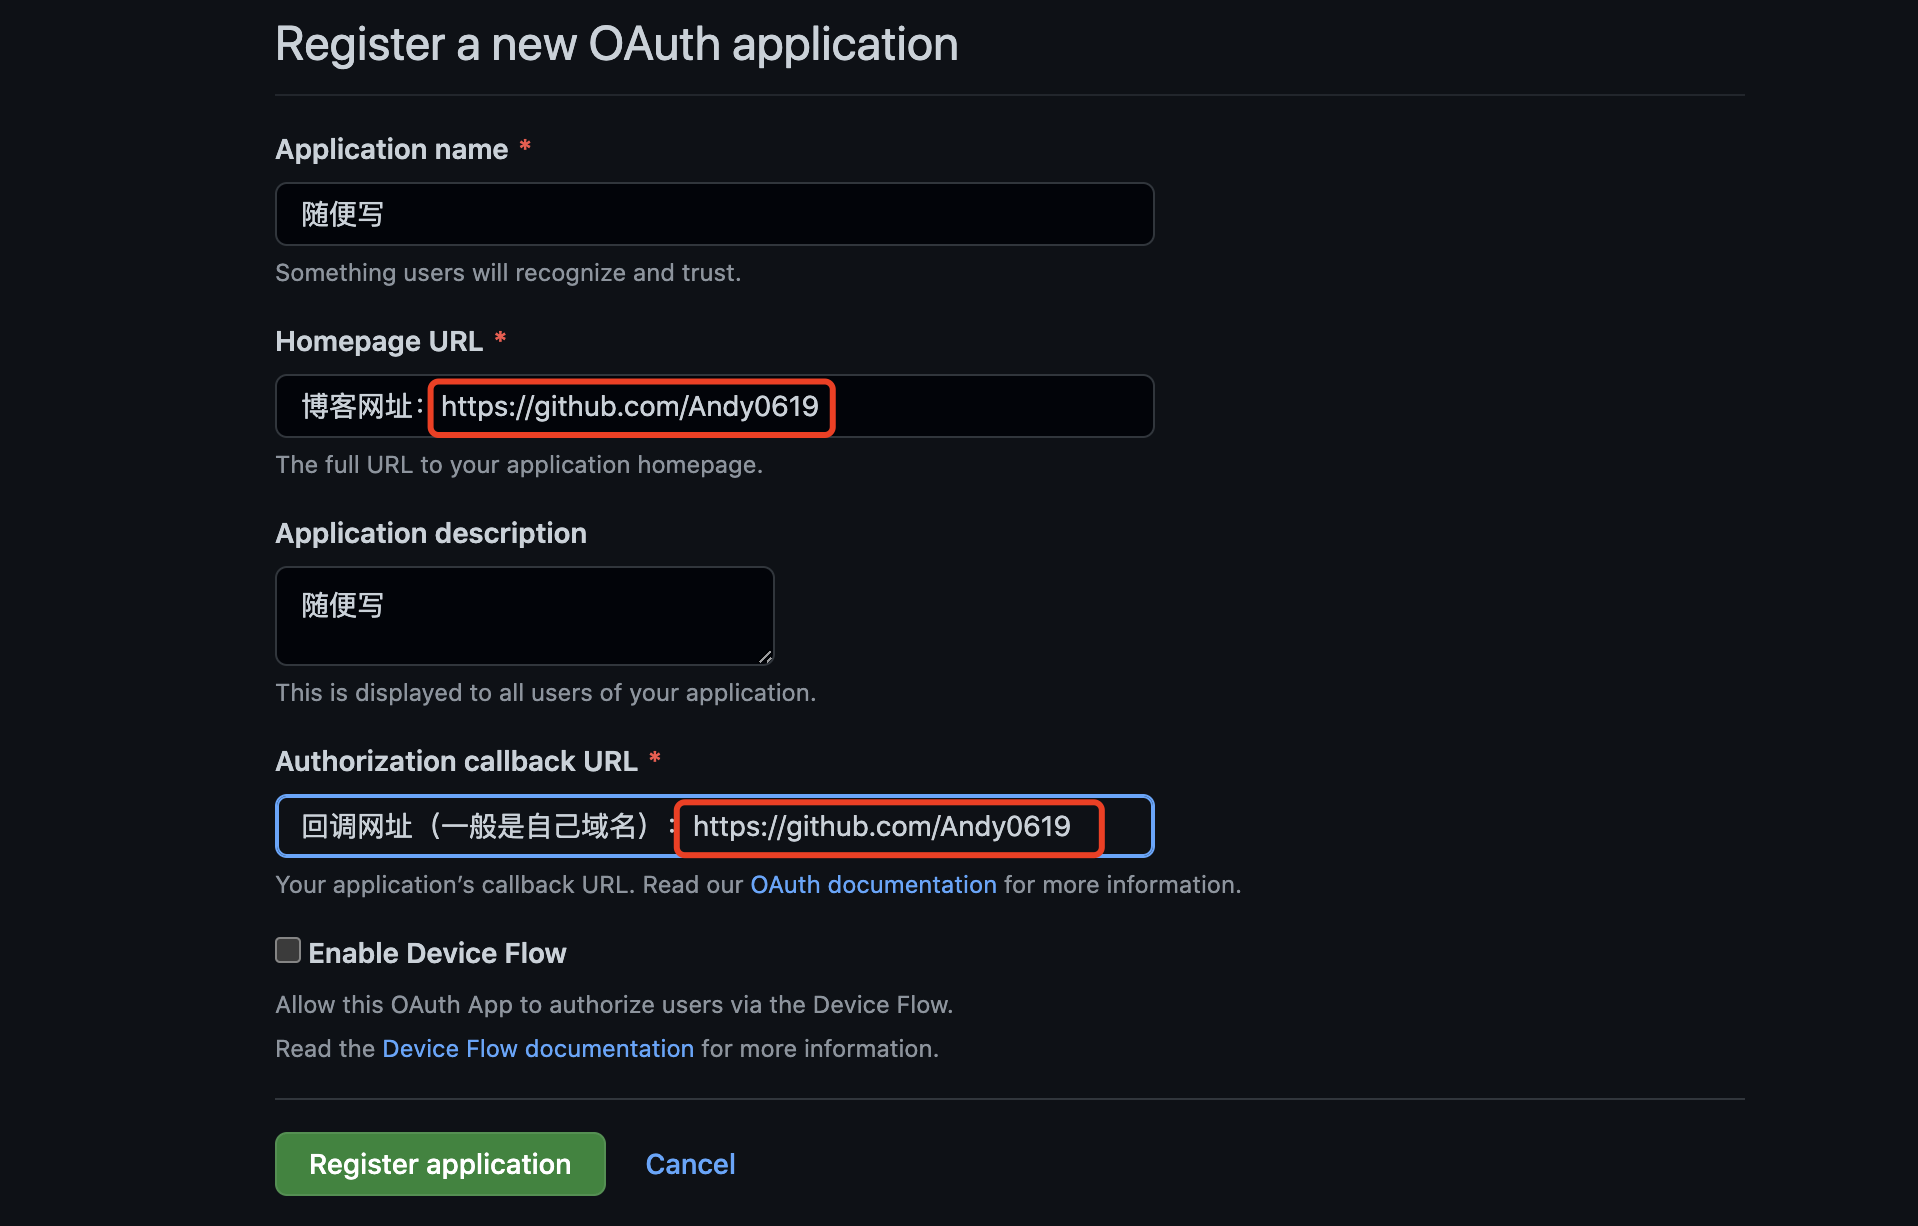 Register a new OAuth application
Application name *
随便写
Something users will recognize and trust.
Homepage URL *
博客网址：https://github.com/Andy0619
The full URL to your application homepage.
Application description
随便写
This is displayed to all users of your application.
Authorization callback URL *
回调网址（一般是自己域名）：https://github.com/Andy0619
Your application’s callback URL. Read our OAuth documentation for more information.
Enable Device Flow
Allow this OAuth App to authorize users via the Device Flow.
Read the Device Flow documentation for more information.
Register application Cancel